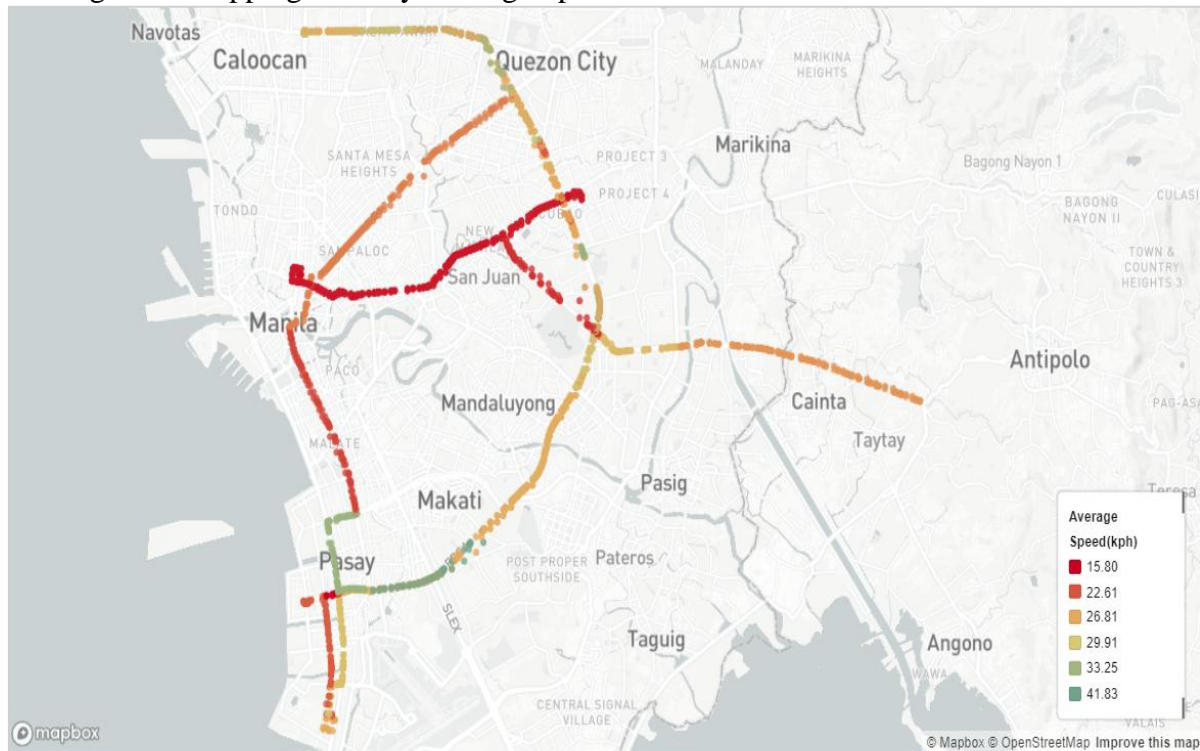 Navotas
Caloocan
Quezon City
MALANDAY
MARIKINA
HEIGHTS
Marikina
PROJECT 3
Bagong Nayon 1
SANTA MESA
HEIGHTS
PROJECT 4
BAGONG
NAYON II
TONDO
SAMPALOC
NEW
San Juan
TOWN &
COUNTRY
HEIGHTS 3
Manila
PACO
Antipolo
Mandaluyong
Cainta
Taytay
MALATE
Makati
Pasig
Pasay
POST PROPER
SOUTHSIDE
Pateros
SLEX
Taguig
Angono
WAWA
CENTRAL SIGNAL
VILLAGE
Average
Speed(kph)
15.80
22.61
26.81
29.91
33.25
41.83
mapbox
© Mapbox © OpenStreetMap Improve this map